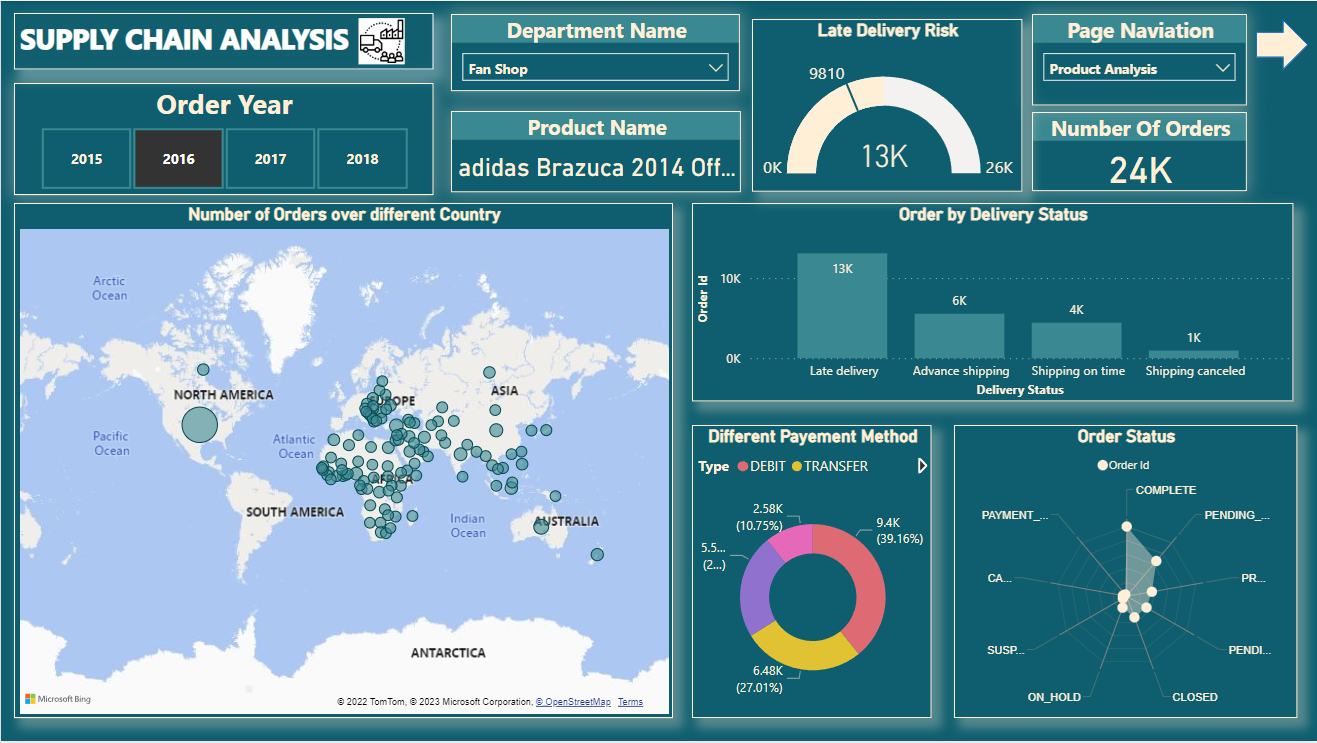 SUPPLY CHAIN ANALYSIS
Order Year
2015
2016
2017
2018
Department Name
Fan Shop
Product Name
adidas Brazuca 2014 Off...
Late Delivery Risk
9810
13K
0K
26K
Page Naviation
Product Analysis
Number Of Orders
24K
Number of Orders over different Country
Arctic
Ocean
NORTH AMERICA
EUROPE
ASIA
Pacific
Ocean
Atlantic
Ocean
AFRICA
SOUTH AMERICA
Indian
Ocean
AUSTRALIA
ANTARCTICA
Microsoft Bing
© 2022 TomTom, © 2023 Microsoft Corporation, © OpenStreetMap Terms
Order by Delivery Status
Order Id
10K
0K
13K
6K
4K
1K
Late delivery
Advance shipping
Shipping on time
Shipping canceled
Delivery Status
Different Payement Method
Type DEBIT TRANSFER
2.58K
(10.75%)
9.4K
(39.16%)
5.5...
(2...)
6.48K
(27.01%)
Order Status
Order Id
COMPLETE
PAYMENT_...
PENDING_...
CA...
PR...
SUSP...
PENDI...
ON_HOLD
CLOSED